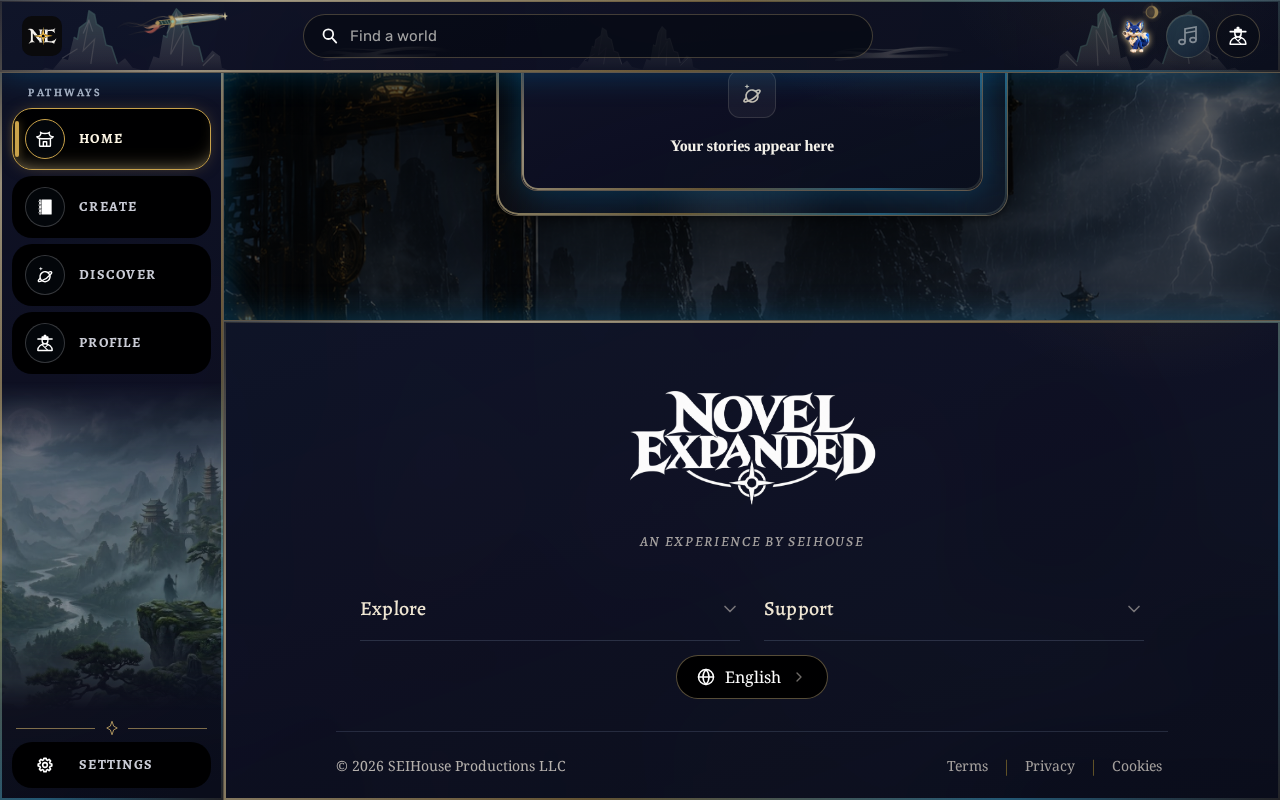 NE
Find a world
PATHWAYS
HOME
CREATE
DISCOVER
PROFILE
SETTINGS
Your stories appear here
NOVEL
EXPANDED
AN EXPERIENCE BY SEIHOUSE
Explore
Support
English
© 2026 SEIHouse Productions LLC
Terms
Privacy
Cookies